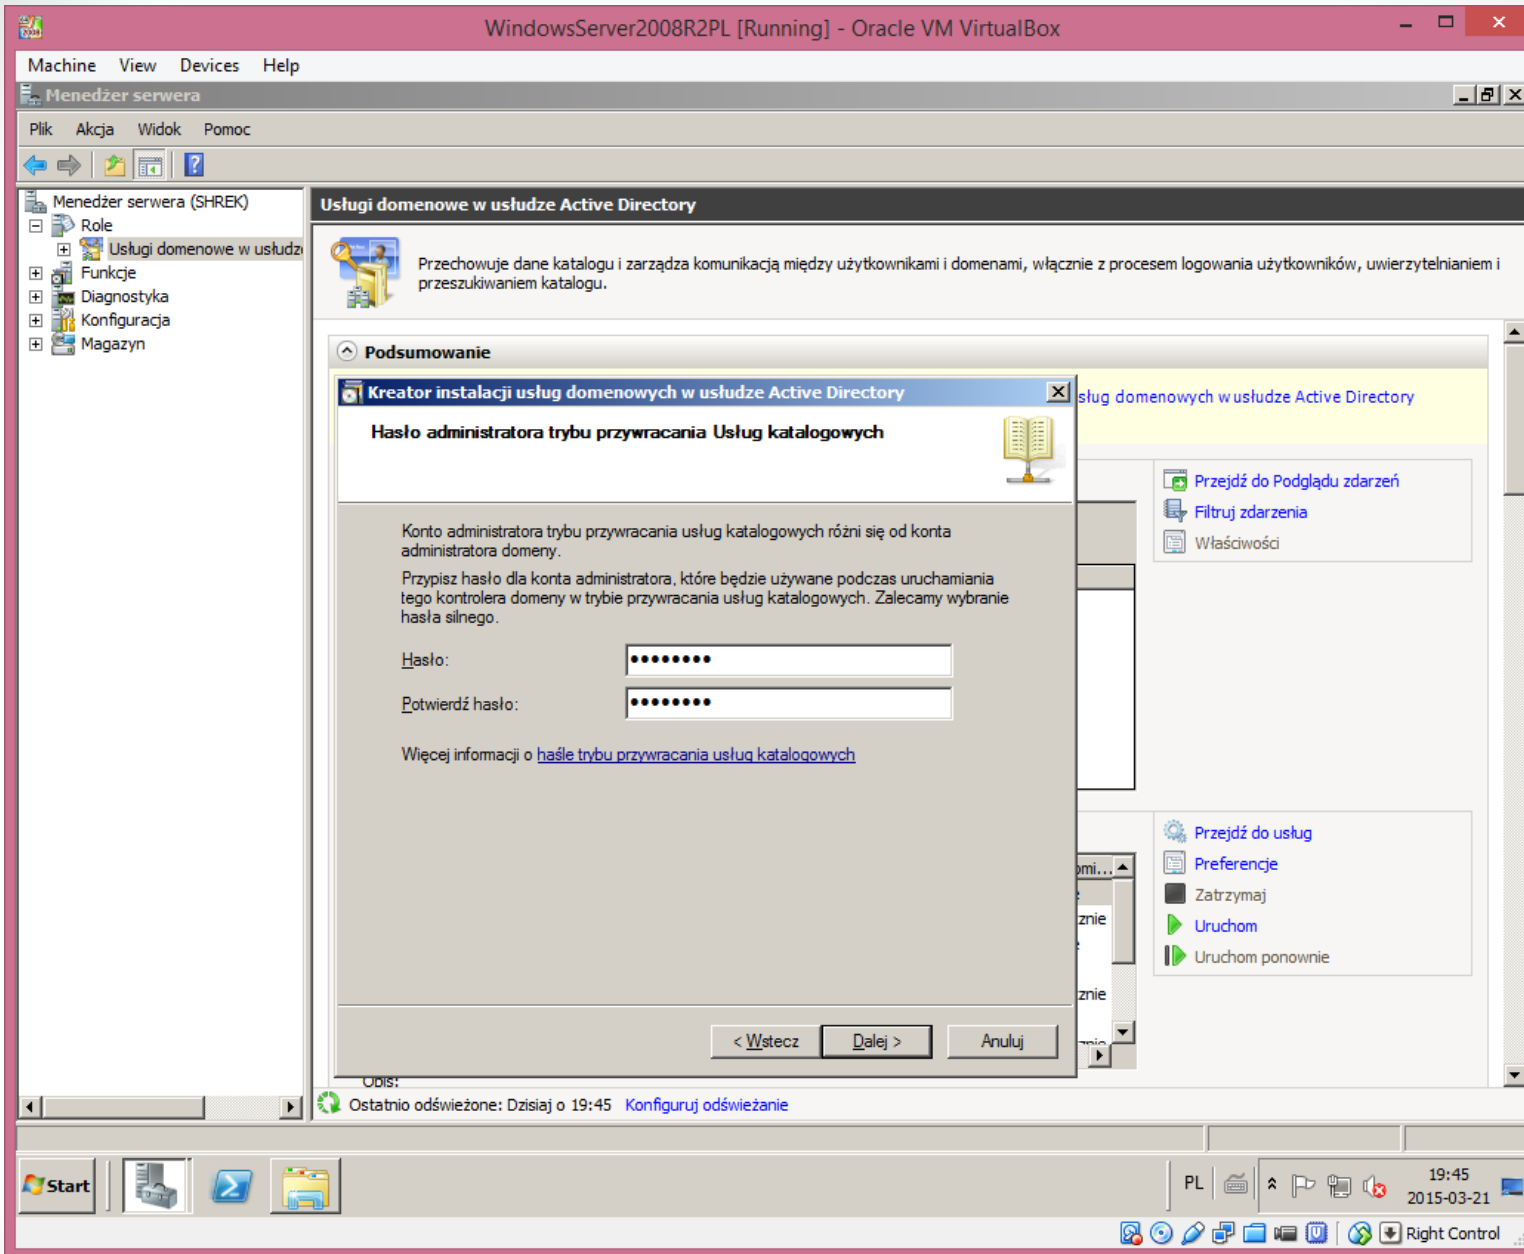 WindowsServer2008R2PL [Running] - Oracle VM VirtualBox
Machine View Devices Help
Menedżer serwera
Plik Akcja Widok Pomoc
Menedżer serwera (SHREK)
Role
Usługi domenowe w usłudze
Funkcje
Diagnostyka
Konfiguracja
Magazyn
Usługi domenowe w usłudze Active Directory
Przechowuje dane katalogu i zarządza komunikacją między użytkownikami i domenami, włącznie z procesem logowania użytkowników, uwierzytelnianiem i
przeszukiwaniem katalogu.
Podsumowanie
sług domenowych w usłudze Active Directory
Kreator instalacji usług domenowych w usłudze Active Directory
Hasło administratora trybu przywracania Usług katalogowych
Konto administratora trybu przywracania usług katalogowych różni się od konta
administratora domeny.
Przypisz hasło dla konta administratora, które będzie używane podczas uruchamiania
tego kontrolera domeny w trybie przywracania usług katalogowych. Zalecamy wybranie
hasła silnego.
Hasło: ●●●●●●●●
Potwierdź hasło: ●●●●●●●●
Więcej informacji o haśle trybu przywracania usług katalogowych
< Wstecz Dalej > Anuluj
Przejdź do Podglądu zdarzeń
Filtruj zdarzenia
Właściwości
Przejdź do usług
Preferencje
Zatrzymaj
Uruchom
Uruchom ponownie
omi...
znie
znie
Opis:
Ostatnio odświeżone: Dzisiaj o 19:45 Konfiguruj odświeżanie
Start
PL
19:45
2015-03-21
Right Control